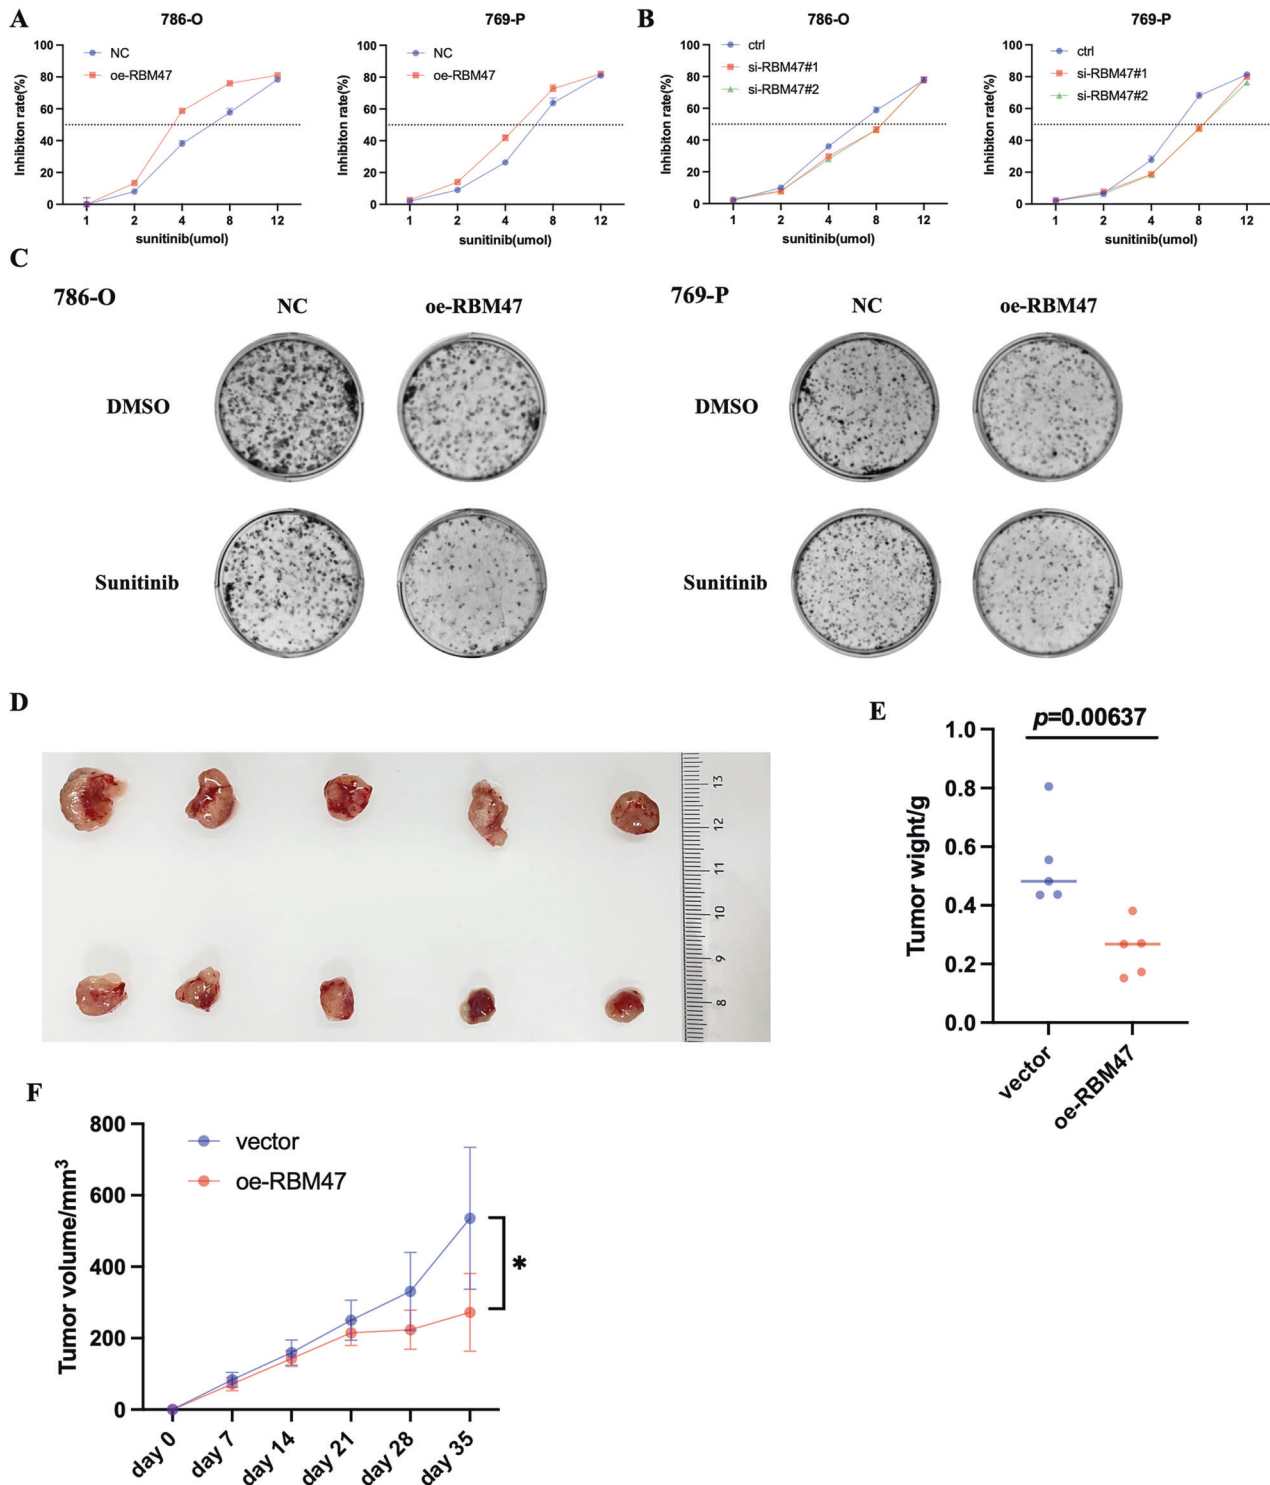 A
786-O
Inhibiton rate(%)
100
80
60
40
20
0
NC
oe-RBM47
1 2 4 8 12
sunitinib(umol)
769-P
Inhibiton rate(%)
100
80
60
40
20
0
NC
oe-RBM47
1 2 4 8 12
sunitinib(umol)
B
786-O
Inhibiton rate(%)
100
80
60
40
20
0
ctrl
si-RBM47#1
si-RBM47#2
1 2 4 8 12
sunitinib(umol)
769-P
Inhibiton rate(%)
100
80
60
40
20
0
ctrl
si-RBM47#1
si-RBM47#2
1 2 4 8 12
sunitinib(umol)
C
786-O
NC oe-RBM47
DMSO
Sunitinib
769-P
NC oe-RBM47
DMSO
Sunitinib
D
13
12
11
10
9
8
E
p=0.00637
Tumor wight/g
1.0
0.8
0.6
0.4
0.2
0.0
vector
oe-RBM47
F
Tumor volume/mm³
800
600
400
200
0
vector
oe-RBM47
*
day 0
day 7
day 14
day 21
day 28
day 35